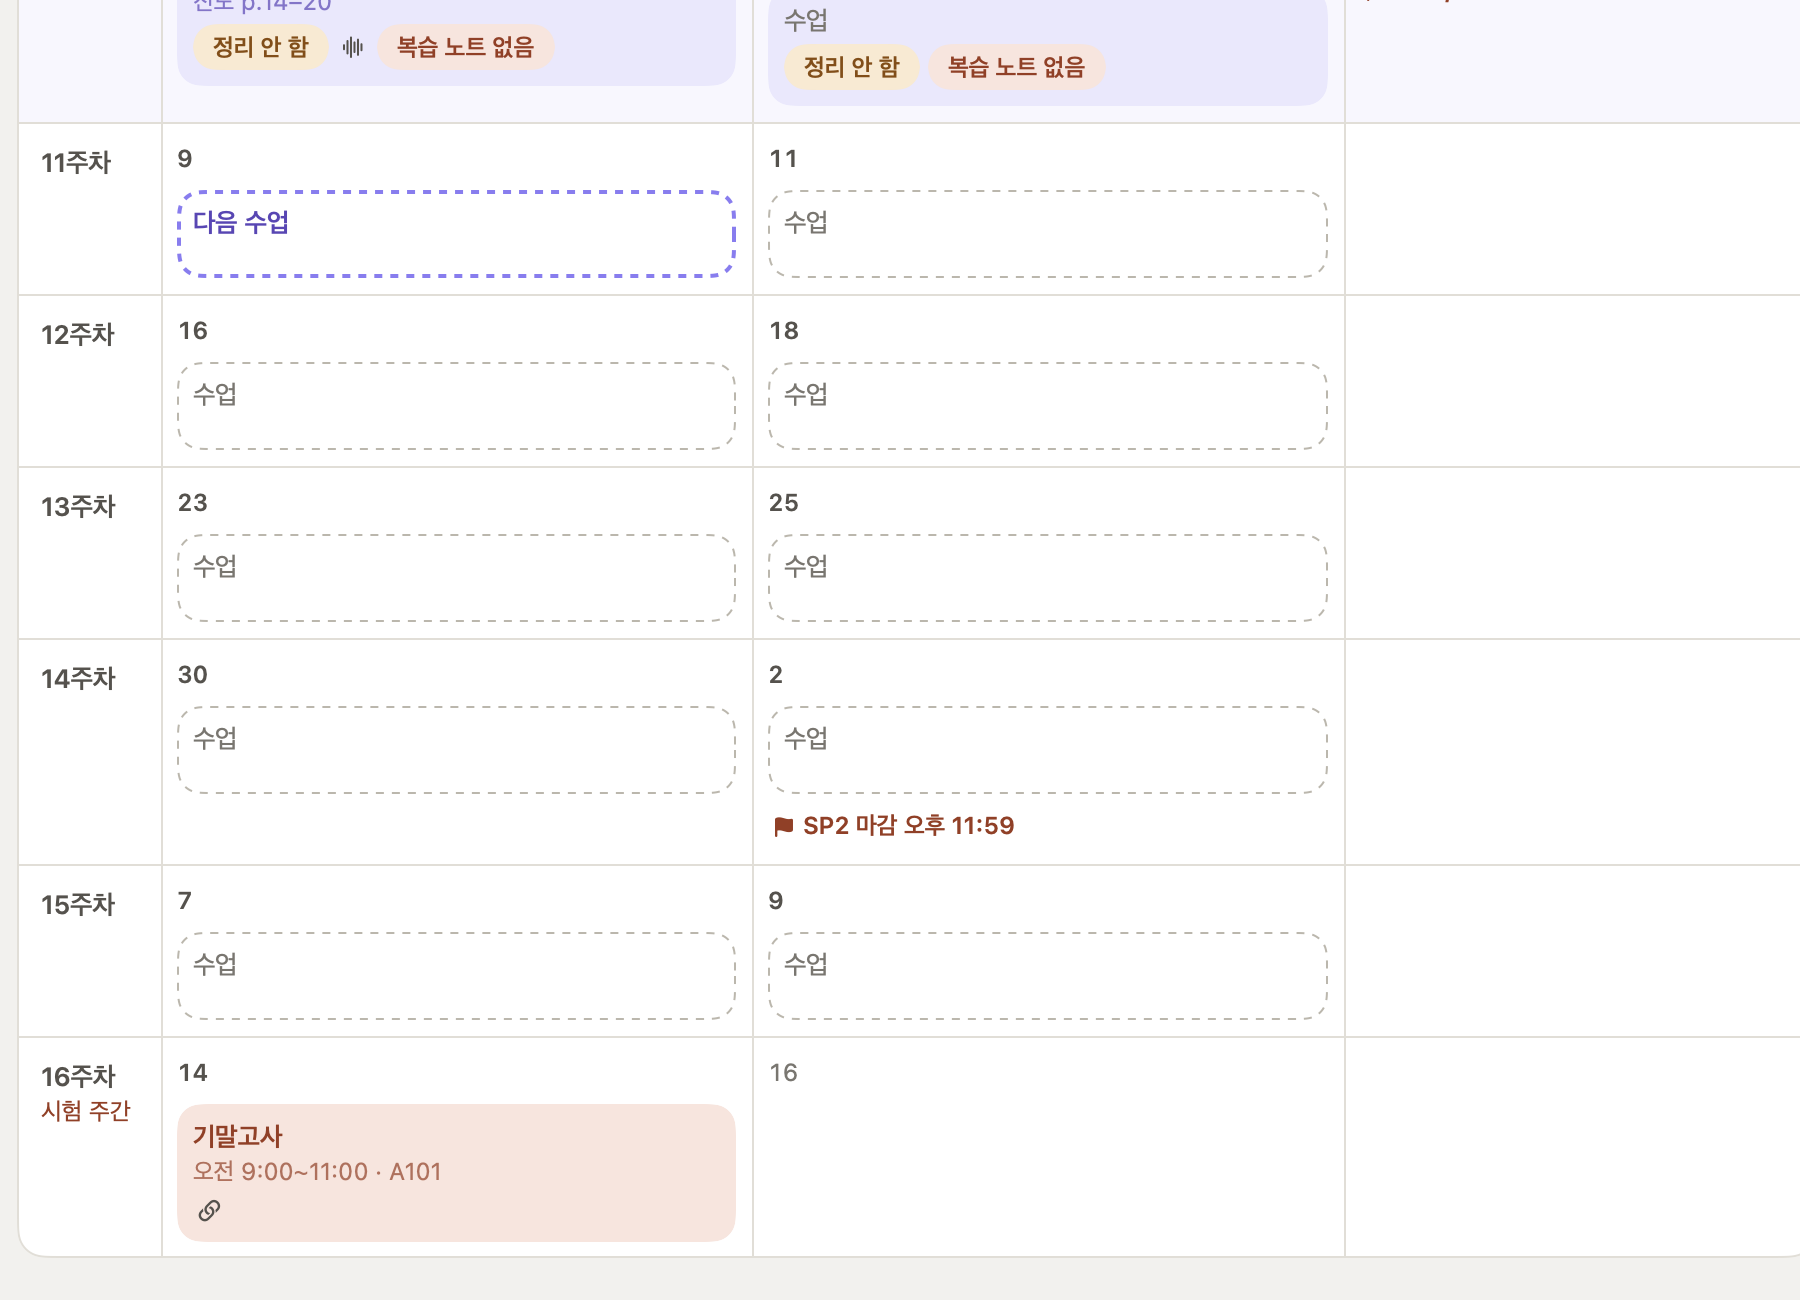 진도 p.14–20
정리 안 함 복습 노트 없음
수업
정리 안 함 복습 노트 없음
11주차
9
다음 수업
11
수업
12주차
16
수업
18
수업
13주차
23
수업
25
수업
14주차
30
수업
2
수업
SP2 마감 오후 11:59
15주차
7
수업
9
수업
16주차
시험 주간
14
기말고사
오전 9:00~11:00 · A101
16